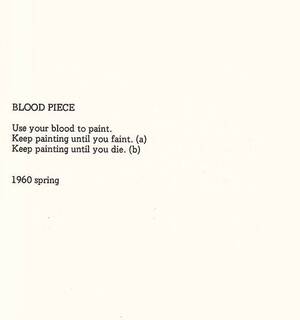 BLOOD PIECE
Use your blood to paint.
Keep painting until you faint. (a)
Keep painting until you die. (b)
1960 spring